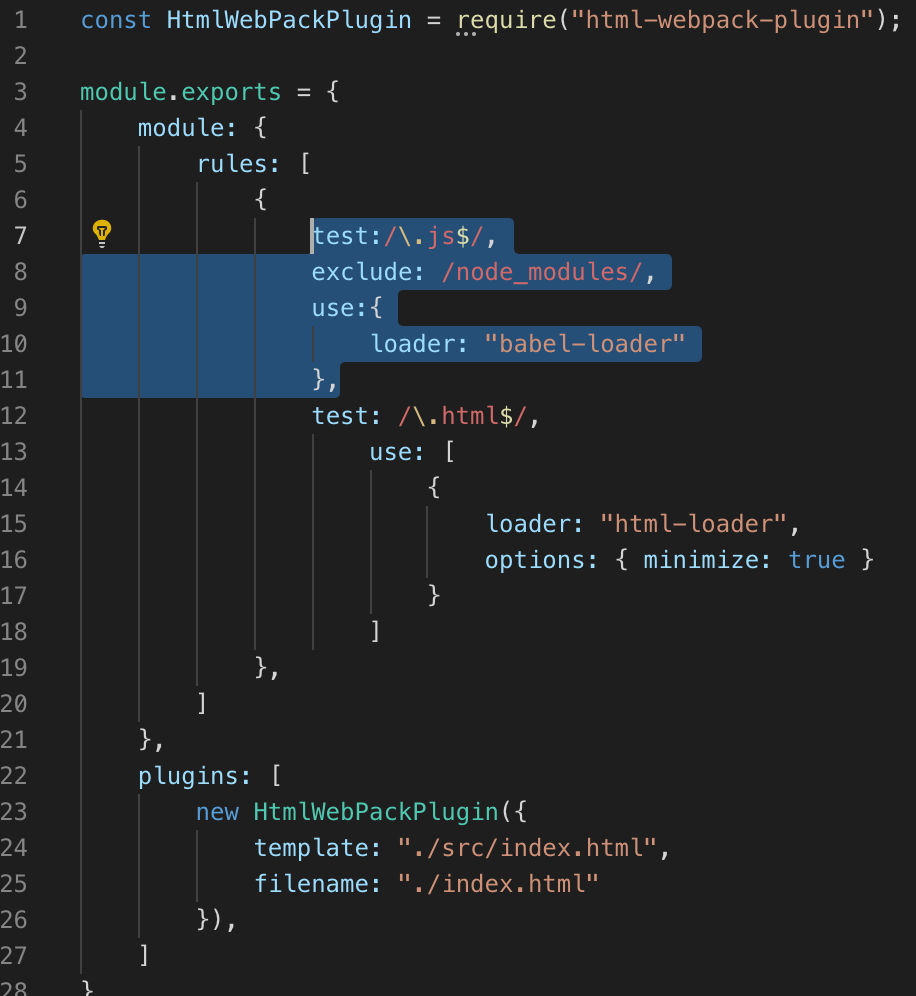 1 const HtmlWebPackPlugin = require("html-webpack-plugin");
2
3 module.exports = {
4     module: {
5         rules: [
6             {
7                 test:/\.js$/,
8                 exclude: /node_modules/,
9                 use:{
10                     loader: "babel-loader"
11                 },
12                 test: /\.html$/,
13                     use: [
14                         {
15                             loader: "html-loader",
16                             options: { minimize: true }
17                         }
18                     ]
19             },
20         ]
21     },
22     plugins: [
23         new HtmlWebPackPlugin({
24             template: "./src/index.html",
25             filename: "./index.html"
26         }),
27     ]
28 }